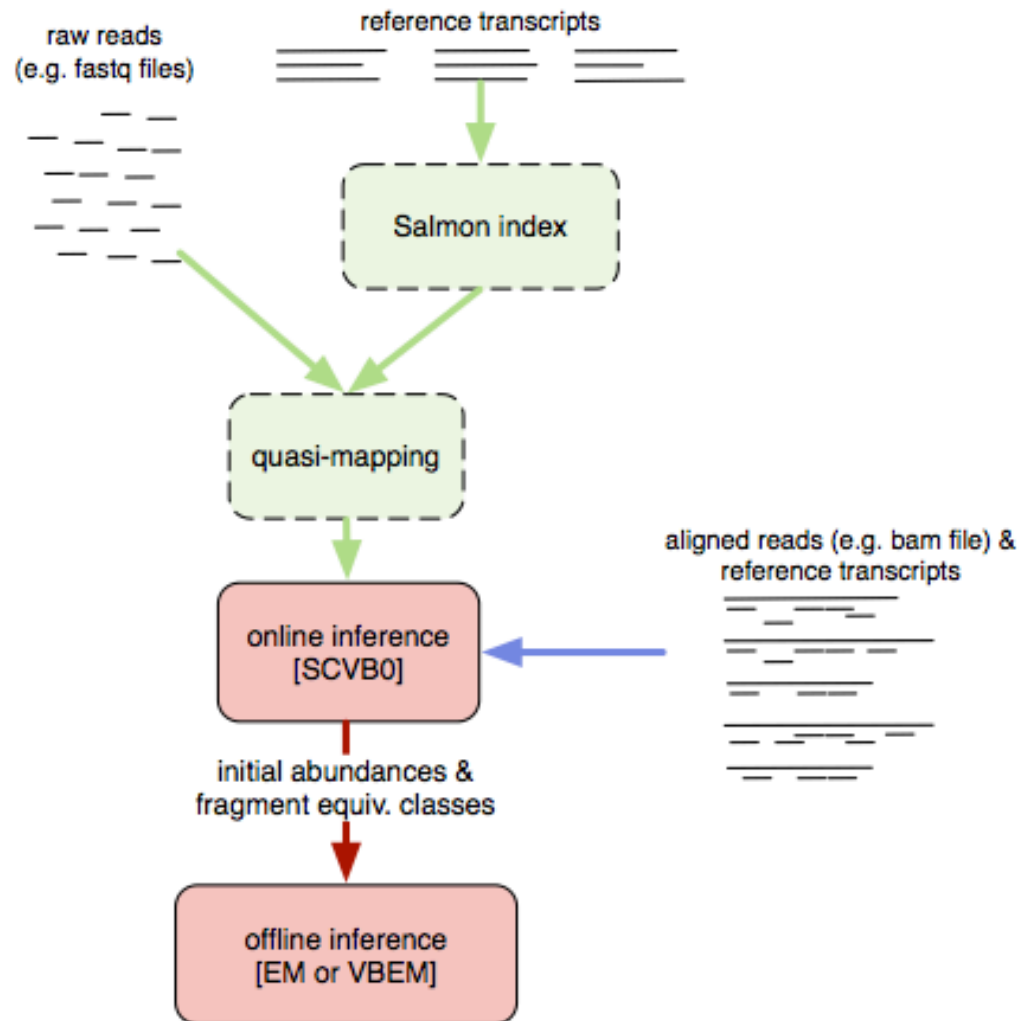 raw reads
(e.g. fastq files)
reference transcripts
Salmon index
quasi-mapping
aligned reads (e.g. bam file) &
reference transcripts
online inference
[SCVB0]
initial abundances &
fragment equiv. classes
offline inference
[EM or VBEM]